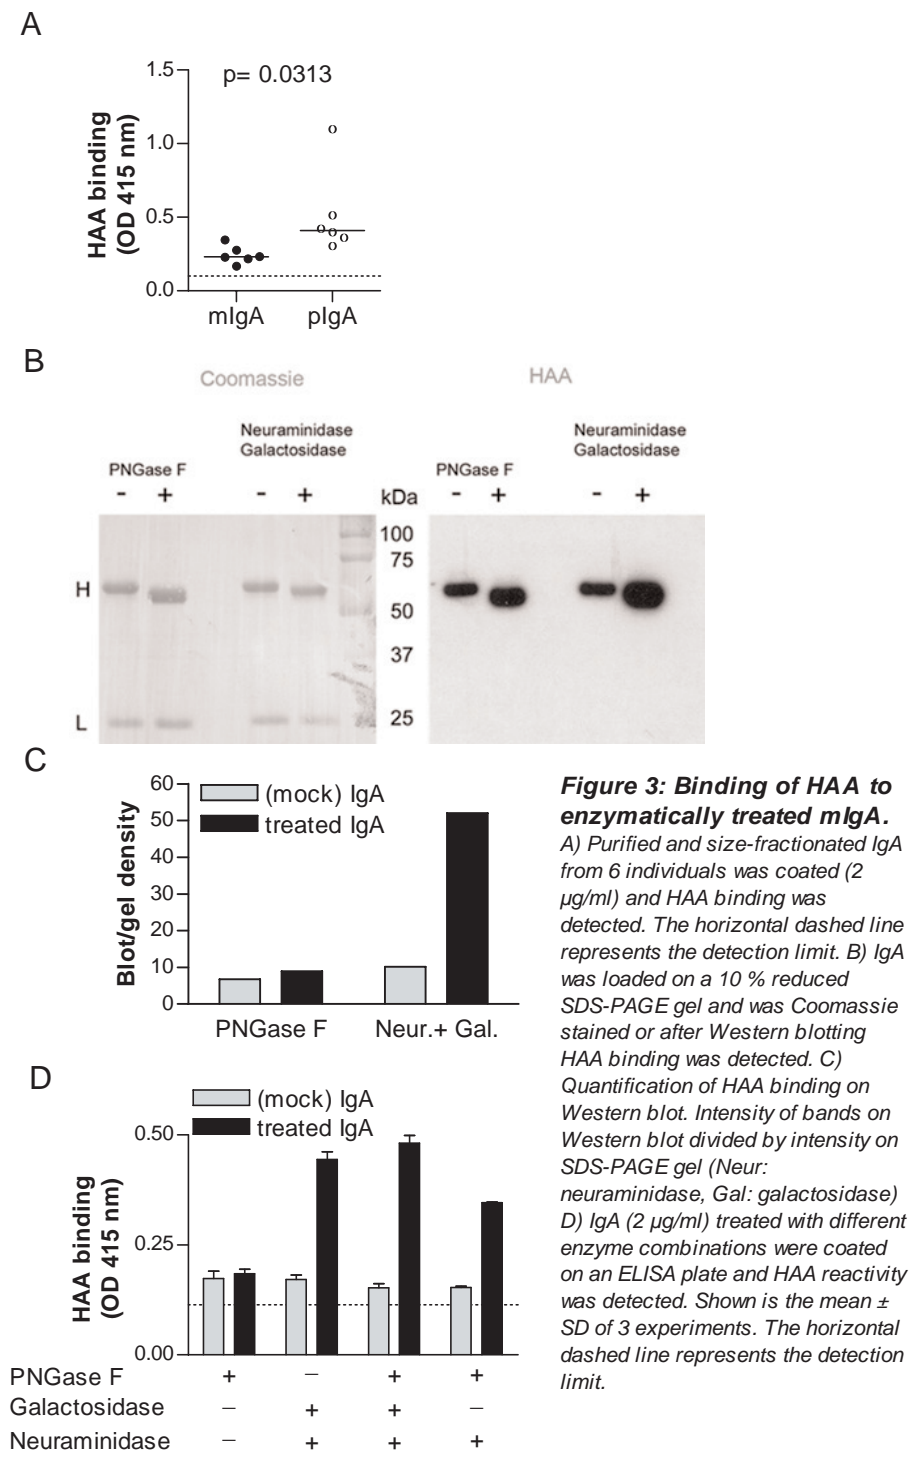 A
1.5
p= 0.0313
1.0
0.5
0.0
HAA binding
(OD 415 nm)
mIgA
pIgA
B
Coomassie
HAA
Neuraminidase
Galactosidase
Neuraminidase
Galactosidase
PNGase F
PNGase F
- + - + kDa - + - +
100
75
H
50
37
L
25
C
60
50
40
30
20
10
0
Blot/gel density
(mock) IgA
treated IgA
PNGase F
Neur.+ Gal.
Figure 3: Binding of HAA to
enzymatically treated mIgA.
A) Purified and size-fractionated IgA
from 6 individuals was coated (2
µg/ml) and HAA binding was
detected. The horizontal dashed line
represents the detection limit. B) IgA
was loaded on a 10 % reduced
SDS-PAGE gel and was Coomassie
stained or after Western blotting
HAA binding was detected. C)
Quantification of HAA binding on
Western blot. Intensity of bands on
Western blot divided by intensity on
SDS-PAGE gel (Neur:
neuraminidase, Gal: galactosidase)
D) IgA (2 µg/ml) treated with different
enzyme combinations were coated
on an ELISA plate and HAA reactivity
was detected. Shown is the mean ±
SD of 3 experiments. The horizontal
dashed line represents the detection
limit.
D
(mock) IgA
treated IgA
0.50
0.25
0.00
HAA binding
(OD 415 nm)
PNGase F + − + +
Galactosidase − + + −
Neuraminidase − + + +